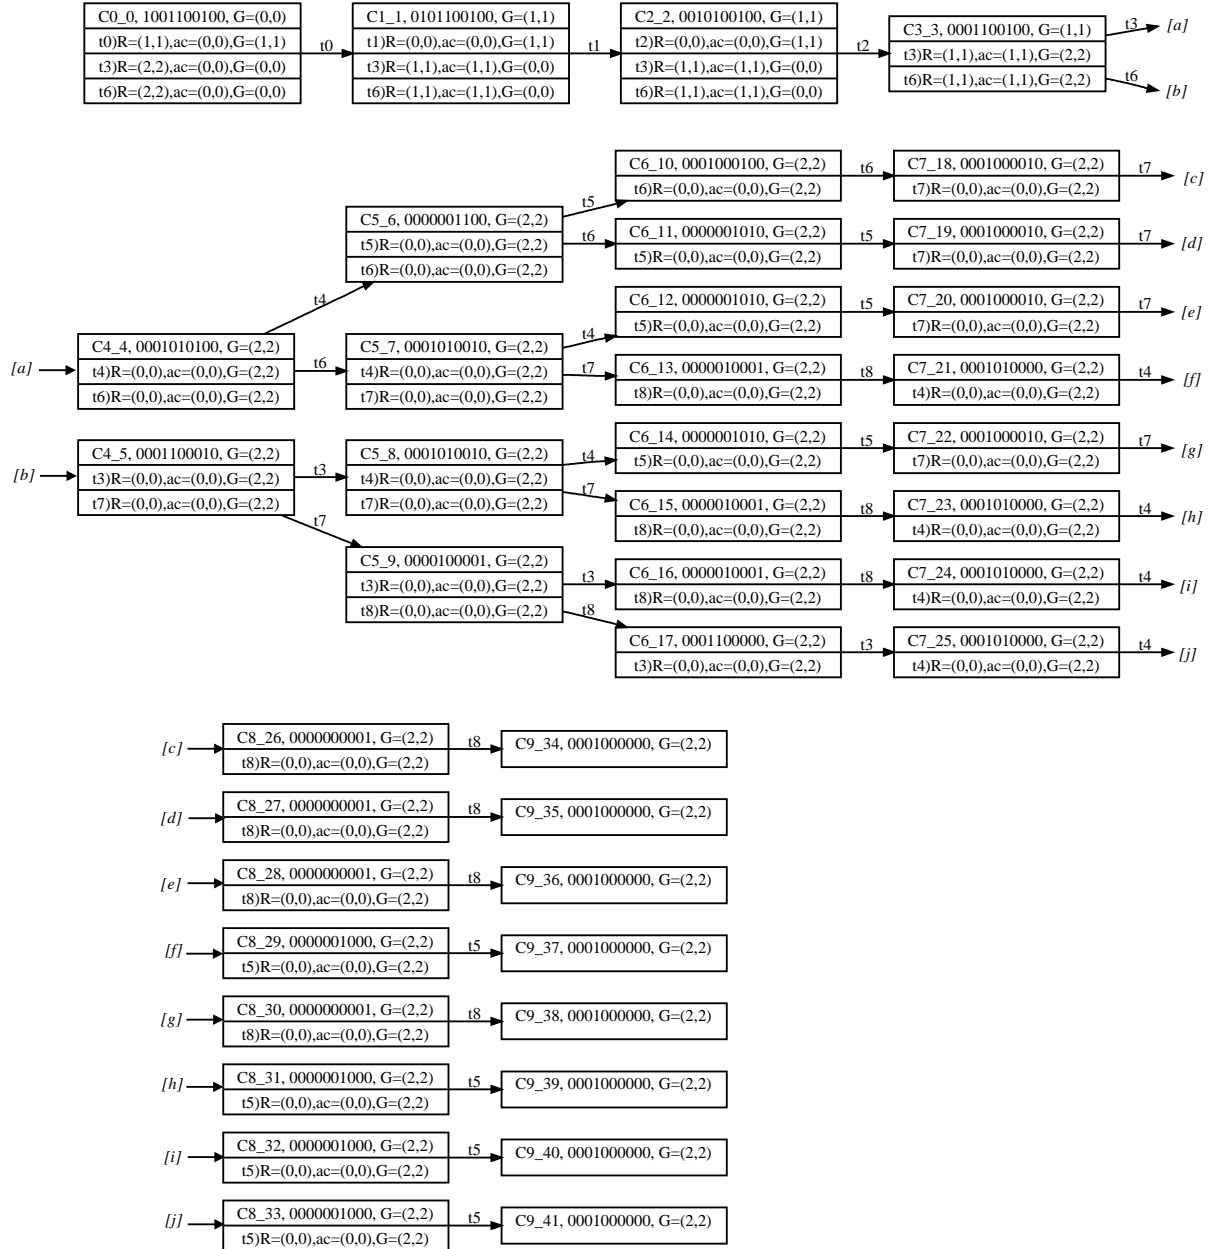 C0_0, 1001100100, G=(0,0)
t0)R=(1,1),ac=(0,0),G=(1,1)
t3)R=(2,2),ac=(0,0),G=(0,0)
t6)R=(2,2),ac=(0,0),G=(0,0)
t0
C1_1, 0101100100, G=(1,1)
t1)R=(0,0),ac=(0,0),G=(1,1)
t3)R=(1,1),ac=(1,1),G=(0,0)
t6)R=(1,1),ac=(1,1),G=(0,0)
t1
C2_2, 0010100100, G=(1,1)
t2)R=(0,0),ac=(0,0),G=(1,1)
t3)R=(1,1),ac=(1,1),G=(0,0)
t6)R=(1,1),ac=(1,1),G=(0,0)
t2
C3_3, 0001100100, G=(1,1)
t3)R=(1,1),ac=(1,1),G=(2,2)
t6)R=(1,1),ac=(1,1),G=(2,2)
t3
[a]
t6
[b]
[a]
C4_4, 0001010100, G=(2,2)
t4)R=(0,0),ac=(0,0),G=(2,2)
t6)R=(0,0),ac=(0,0),G=(2,2)
t4
t6
[b]
C4_5, 0001100010, G=(2,2)
t3)R=(0,0),ac=(0,0),G=(2,2)
t7)R=(0,0),ac=(0,0),G=(2,2)
t3
t7
C5_6, 0000001100, G=(2,2)
t5)R=(0,0),ac=(0,0),G=(2,2)
t6)R=(0,0),ac=(0,0),G=(2,2)
t5
t6
C5_7, 0001010010, G=(2,2)
t4)R=(0,0),ac=(0,0),G=(2,2)
t7)R=(0,0),ac=(0,0),G=(2,2)
t4
t7
C5_8, 0001010010, G=(2,2)
t4)R=(0,0),ac=(0,0),G=(2,2)
t7)R=(0,0),ac=(0,0),G=(2,2)
t4
t7
C5_9, 0000100001, G=(2,2)
t3)R=(0,0),ac=(0,0),G=(2,2)
t8)R=(0,0),ac=(0,0),G=(2,2)
t3
t8
C6_10, 0001000100, G=(2,2)
t6)R=(0,0),ac=(0,0),G=(2,2)
t6
C7_18, 0001000010, G=(2,2)
t7)R=(0,0),ac=(0,0),G=(2,2)
t7
[c]
C6_11, 0000001010, G=(2,2)
t5)R=(0,0),ac=(0,0),G=(2,2)
t5
C7_19, 0001000010, G=(2,2)
t7)R=(0,0),ac=(0,0),G=(2,2)
t7
[d]
C6_12, 0000001010, G=(2,2)
t5)R=(0,0),ac=(0,0),G=(2,2)
t5
C7_20, 0001000010, G=(2,2)
t7)R=(0,0),ac=(0,0),G=(2,2)
t7
[e]
C6_13, 0000010001, G=(2,2)
t8)R=(0,0),ac=(0,0),G=(2,2)
t8
C7_21, 0001010000, G=(2,2)
t4)R=(0,0),ac=(0,0),G=(2,2)
t4
[f]
C6_14, 0000001010, G=(2,2)
t5)R=(0,0),ac=(0,0),G=(2,2)
t5
C7_22, 0001000010, G=(2,2)
t7)R=(0,0),ac=(0,0),G=(2,2)
t7
[g]
C6_15, 0000010001, G=(2,2)
t8)R=(0,0),ac=(0,0),G=(2,2)
t8
C7_23, 0001010000, G=(2,2)
t4)R=(0,0),ac=(0,0),G=(2,2)
t4
[h]
C6_16, 0000010001, G=(2,2)
t8)R=(0,0),ac=(0,0),G=(2,2)
t8
C7_24, 0001010000, G=(2,2)
t4)R=(0,0),ac=(0,0),G=(2,2)
t4
[i]
C6_17, 0001100000, G=(2,2)
t3)R=(0,0),ac=(0,0),G=(2,2)
t3
C7_25, 0001010000, G=(2,2)
t4)R=(0,0),ac=(0,0),G=(2,2)
t4
[j]
[c]
C8_26, 0000000001, G=(2,2)
t8)R=(0,0),ac=(0,0),G=(2,2)
t8
C9_34, 0001000000, G=(2,2)
[d]
C8_27, 0000000001, G=(2,2)
t8)R=(0,0),ac=(0,0),G=(2,2)
t8
C9_35, 0001000000, G=(2,2)
[e]
C8_28, 0000000001, G=(2,2)
t8)R=(0,0),ac=(0,0),G=(2,2)
t8
C9_36, 0001000000, G=(2,2)
[f]
C8_29, 0000001000, G=(2,2)
t5)R=(0,0),ac=(0,0),G=(2,2)
t5
C9_37, 0001000000, G=(2,2)
[g]
C8_30, 0000000001, G=(2,2)
t8)R=(0,0),ac=(0,0),G=(2,2)
t8
C9_38, 0001000000, G=(2,2)
[h]
C8_31, 0000001000, G=(2,2)
t5)R=(0,0),ac=(0,0),G=(2,2)
t5
C9_39, 0001000000, G=(2,2)
[i]
C8_32, 0000001000, G=(2,2)
t5)R=(0,0),ac=(0,0),G=(2,2)
t5
C9_40, 0001000000, G=(2,2)
[j]
C8_33, 0000001000, G=(2,2)
t5)R=(0,0),ac=(0,0),G=(2,2)
t5
C9_41, 0001000000, G=(2,2)